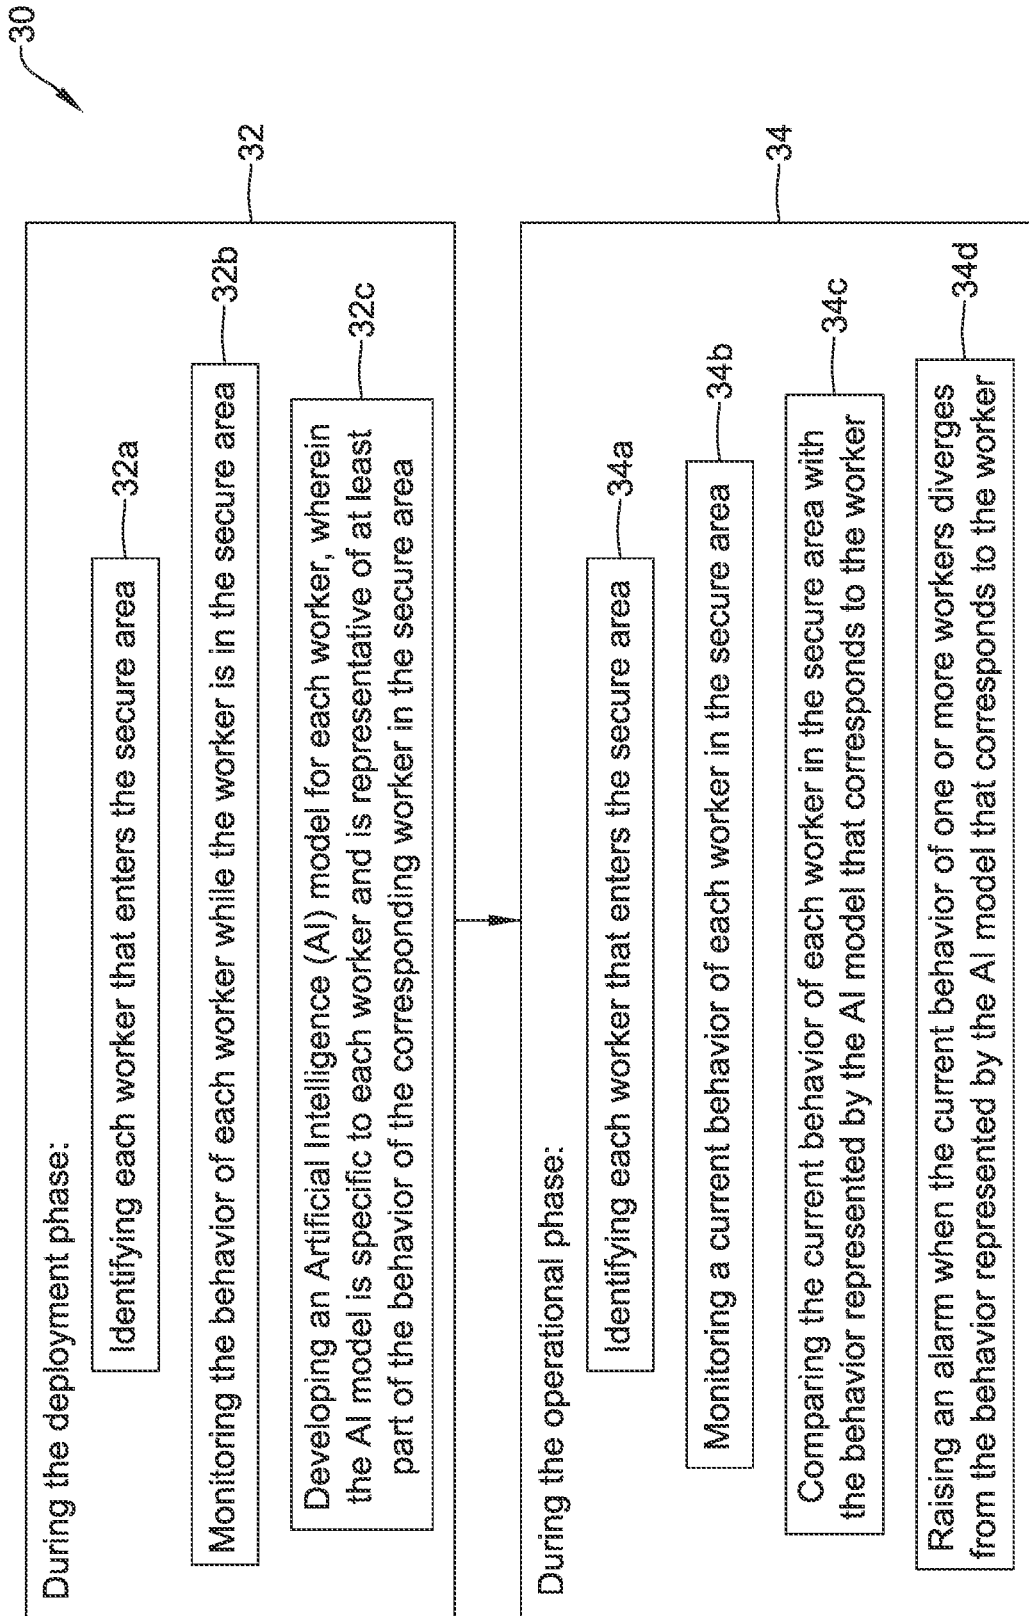 30
During the deployment phase:
32
Identifying each worker that enters the secure area
32a
Monitoring the behavior of each worker while the worker is in the secure area
32b
Developing an Artificial Intelligence (AI) model for each worker, wherein
the AI model is specific to each worker and is representative of at least
part of the behavior of the corresponding worker in the secure area
32c
During the operational phase:
34
Identifying each worker that enters the secure area
34a
Monitoring a current behavior of each worker in the secure area
34b
Comparing the current behavior of each worker in the secure area with
the behavior represented by the AI model that corresponds to the worker
34c
Raising an alarm when the current behavior of one or more workers diverges
from the behavior represented by the AI model that corresponds to the worker
34d